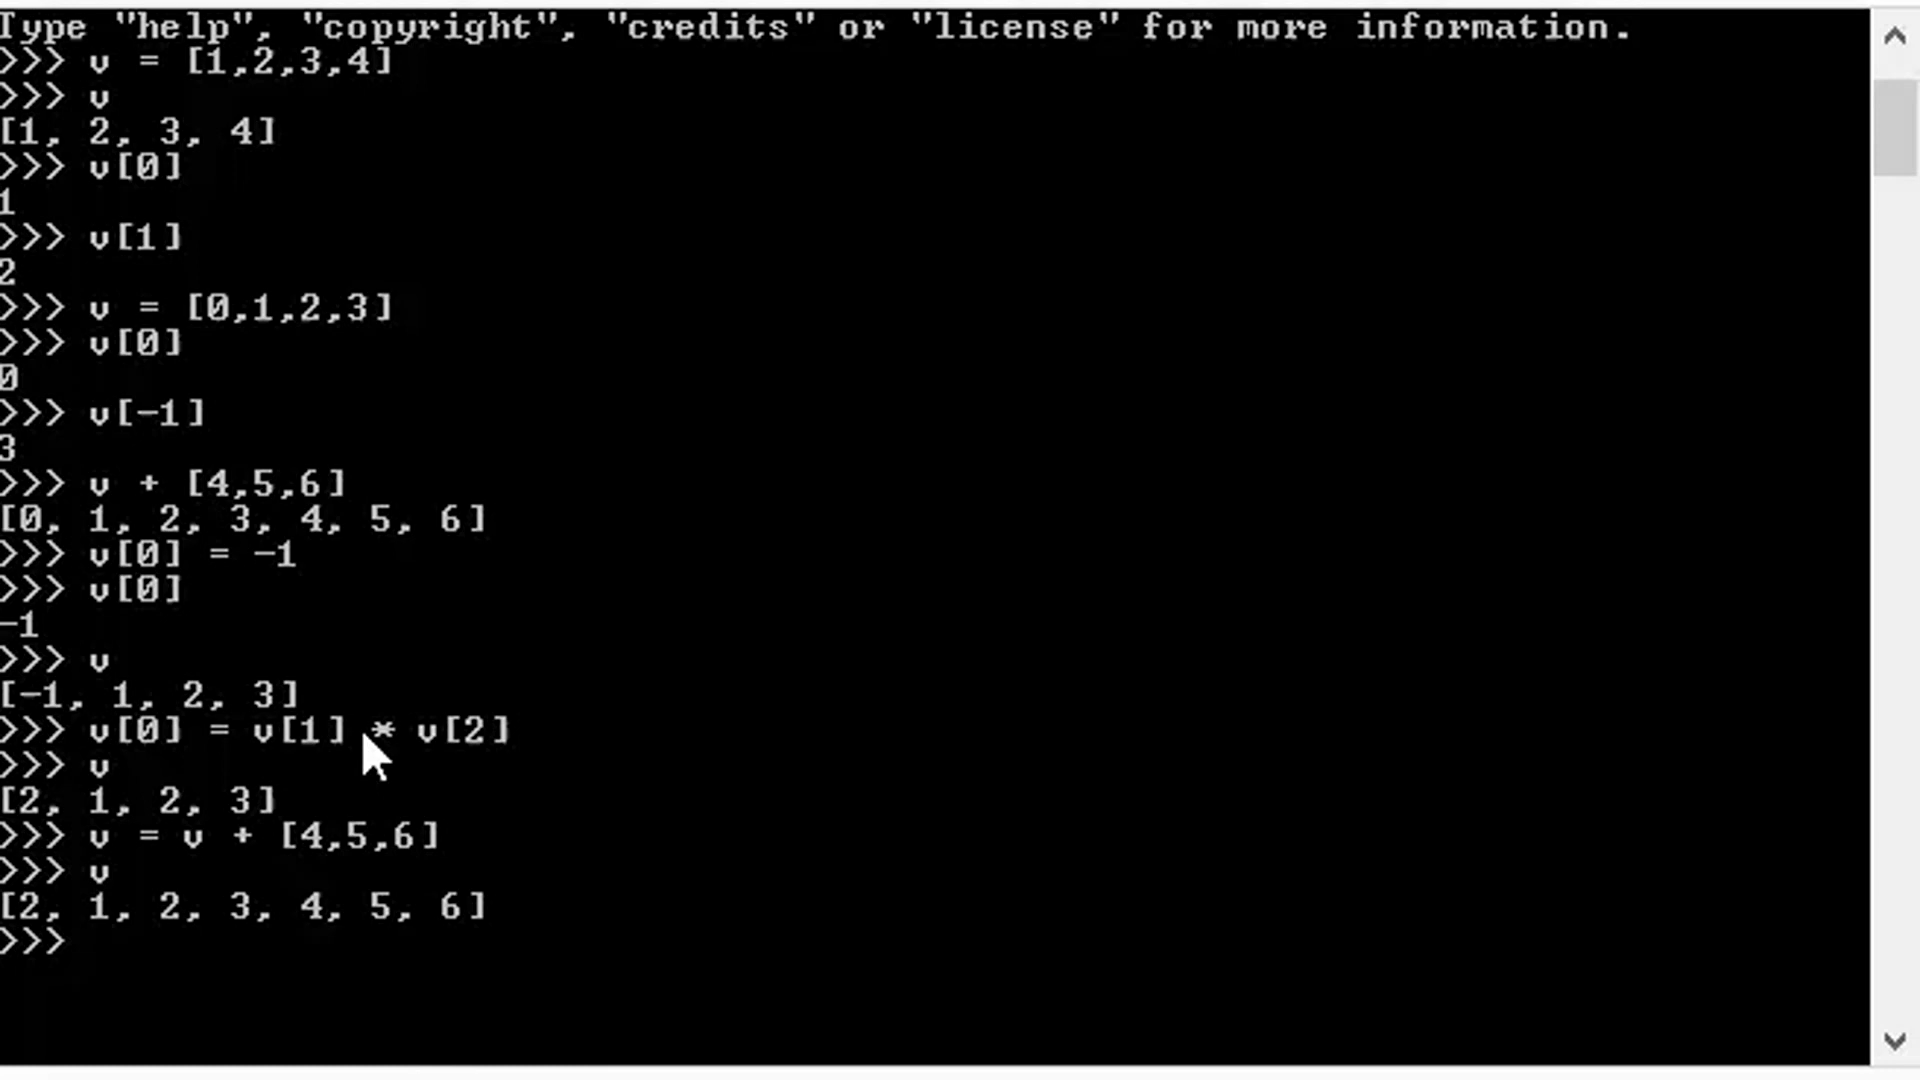 Type "help", "copyright", "credits" or "license" for more information.
>>> v = [1,2,3,4]
>>> v
[1, 2, 3, 4]
>>> v[0]
1
>>> v[1]
2
>>> v = [0,1,2,3]
>>> v[0]
0
>>> v[-1]
3
>>> v + [4,5,6]
[0, 1, 2, 3, 4, 5, 6]
>>> v[0] = -1
>>> v[0]
-1
>>> v
[-1, 1, 2, 3]
>>> v[0] = v[1] * v[2]
>>> v
[2, 1, 2, 3]
>>> v = v + [4,5,6]
>>> v
[2, 1, 2, 3, 4, 5, 6]
>>>